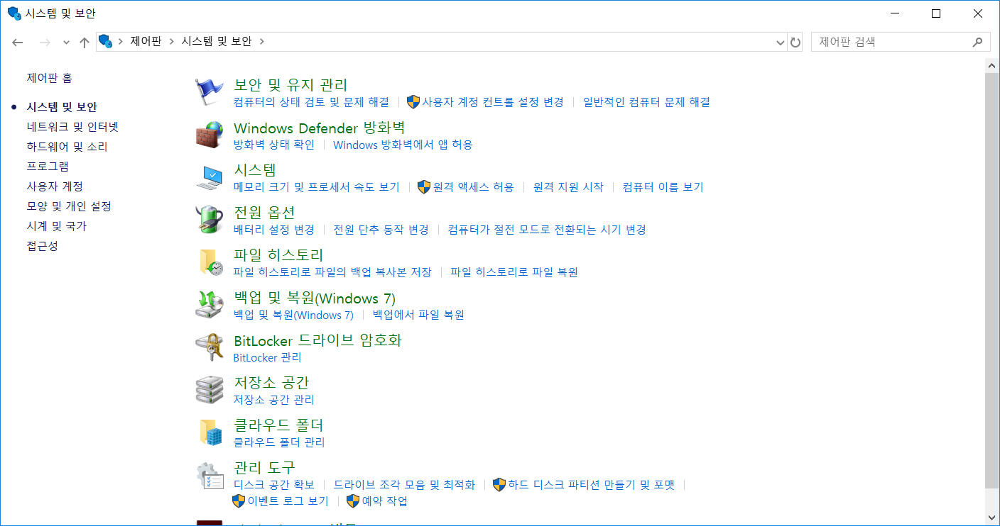 시스템 및 보안
제어판 시스템 및 보안
제어판 검색
제어판 홈
시스템 및 보안
네트워크 및 인터넷
하드웨어 및 소리
프로그램
사용자 계정
모양 및 개인 설정
시계 및 국가
접근성
보안 및 유지 관리
컴퓨터의 상태 검토 및 문제 해결 사용자 계정 컨트롤 설정 변경 일반적인 컴퓨터 문제 해결
Windows Defender 방화벽
방화벽 상태 확인 Windows 방화벽에서 앱 허용
시스템
메모리 크기 및 프로세서 속도 보기 원격 액세스 허용 원격 지원 시작 컴퓨터 이름 보기
전원 옵션
배터리 설정 변경 전원 단추 동작 변경 컴퓨터가 절전 모드로 전환되는 시기 변경
파일 히스토리
파일 히스토리로 파일의 백업 복사본 저장 파일 히스토리로 파일 복원
백업 및 복원(Windows 7)
백업 및 복원(Windows 7) 백업에서 파일 복원
BitLocker 드라이브 암호화
BitLocker 관리
저장소 공간
저장소 공간 관리
클라우드 폴더
클라우드 폴더 관리
관리 도구
디스크 공간 확보 드라이브 조각 모음 및 최적화 하드 디스크 파티션 만들기 및 포맷
이벤트 로그 보기 예약 작업